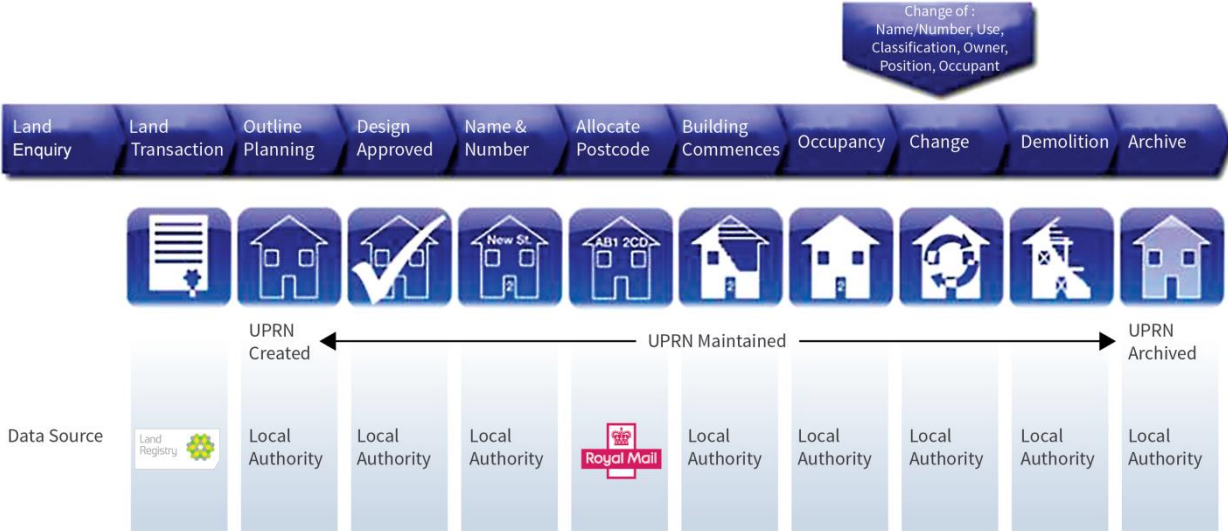 Change of :
Name/Number, Use,
Classification, Owner,
Position, Occupant
Land
Enquiry
Land
Transaction
Outline
Planning
Design
Approved
Name &
Number
Allocate
Postcode
Building
Commences
Occupancy
Change
Demolition
Archive
New St.
2
AB1 2CD
2
2
UPRN
Created
UPRN Maintained
UPRN
Archived
Data Source
Land
Registry
Local
Authority
Local
Authority
Local
Authority
Royal Mail
Local
Authority
Local
Authority
Local
Authority
Local
Authority
Local
Authority